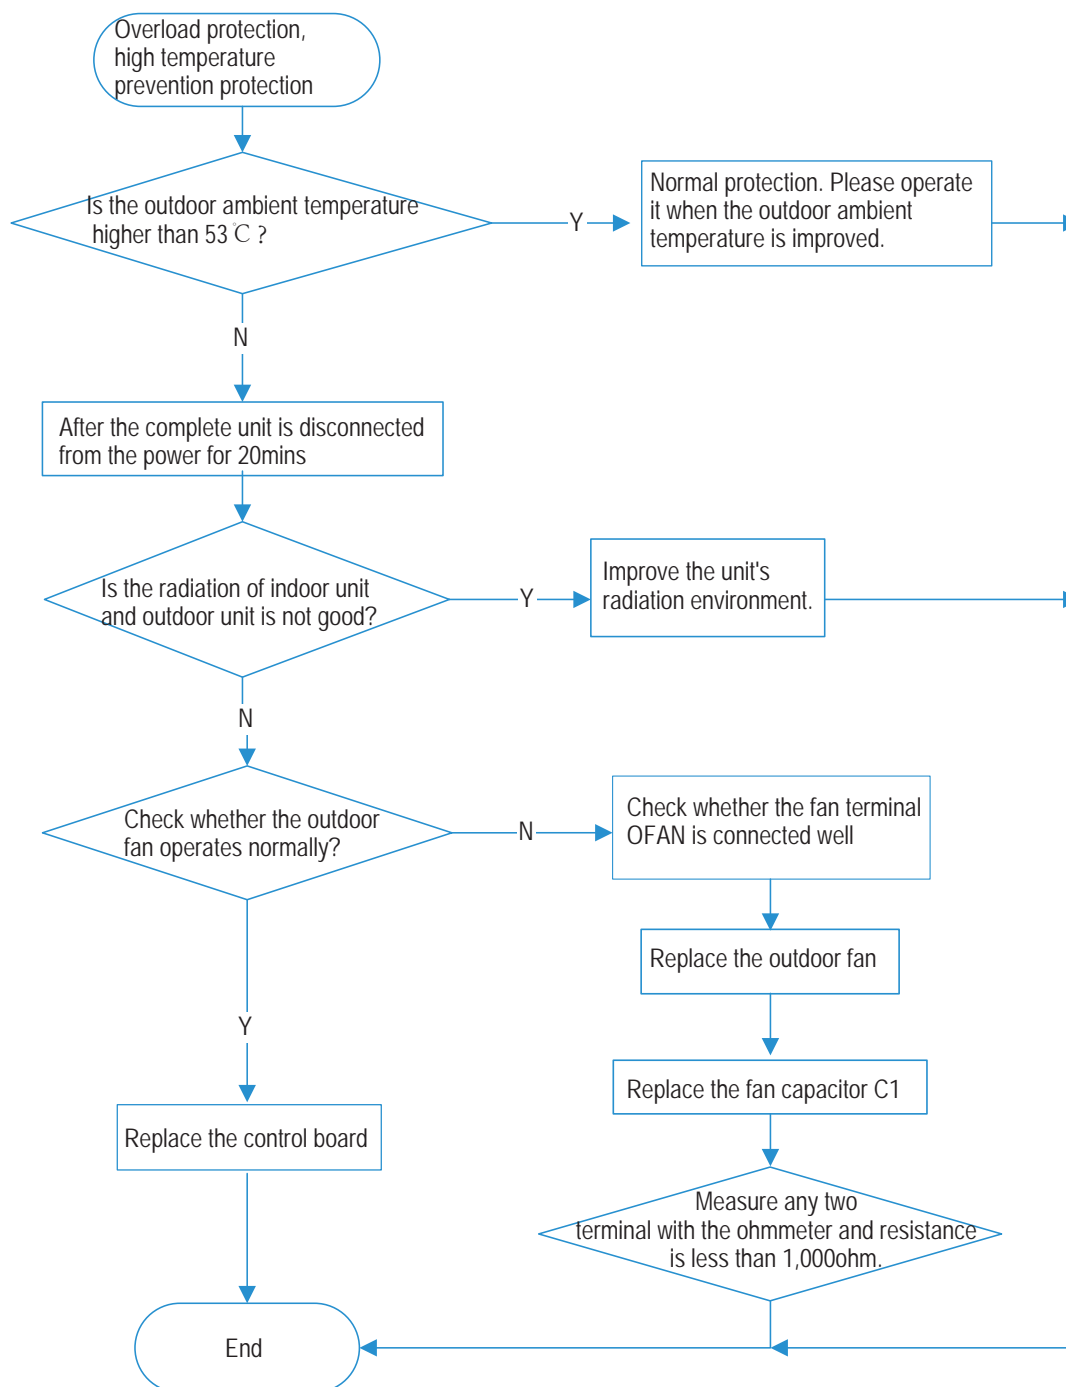 Overload protection,
high temperature
prevention protection
Is the outdoor ambient temperature
higher than 53℃ ?
Y
Normal protection. Please operate
it when the outdoor ambient
temperature is improved.
N
After the complete unit is disconnected
from the power for 20mins
Is the radiation of indoor unit
and outdoor unit is not good?
Y
Improve the unit's
radiation environment.
N
Check whether the outdoor
fan operates normally?
N
Check whether the fan terminal
OFAN is connected well
Replace the outdoor fan
Y
Replace the fan capacitor C1
Replace the control board
Measure any two
terminal with the ohmmeter and resistance
is less than 1,000ohm.
End